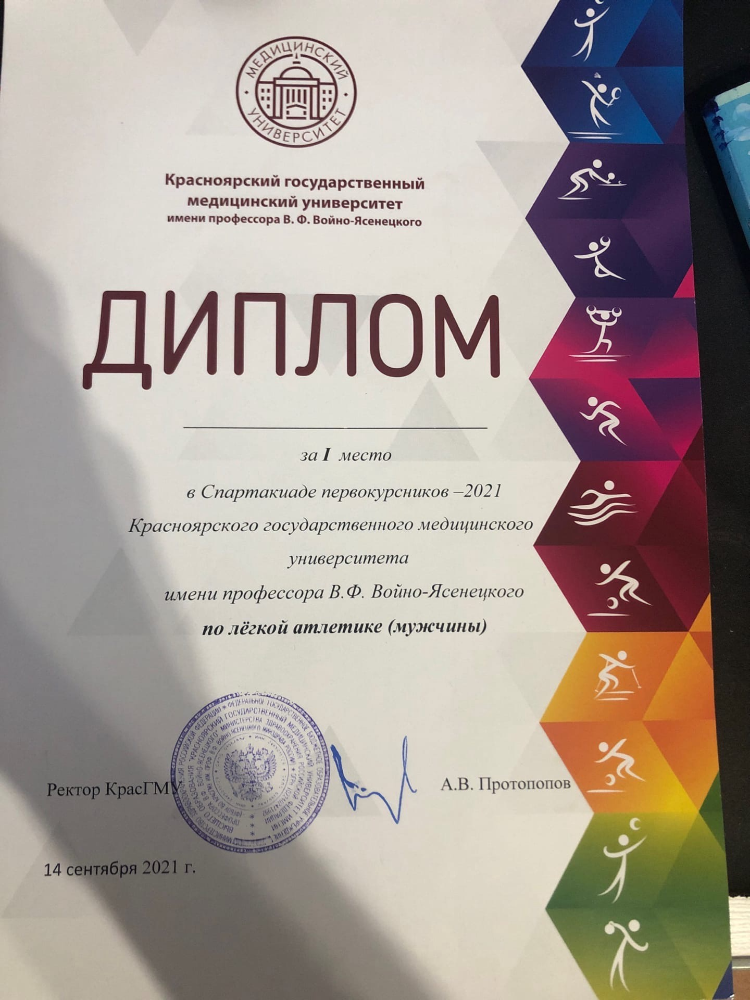 МЕДИЦИНСКИЙ
УНИВЕРСИТЕТ
Красноярский государственный
медицинский университет
имени профессора В. Ф. Войно-Ясенецкого
ДИПЛОМ
за I место
в Спартакиаде первокурсников –2021
Красноярского государственного медицинского
университета
имени профессора В.Ф. Войно-Ясенецкого
по лёгкой атлетике (мужчины)
Ректор КрасГМУ
А.В. Протопопов
14 сентября 2021 г.